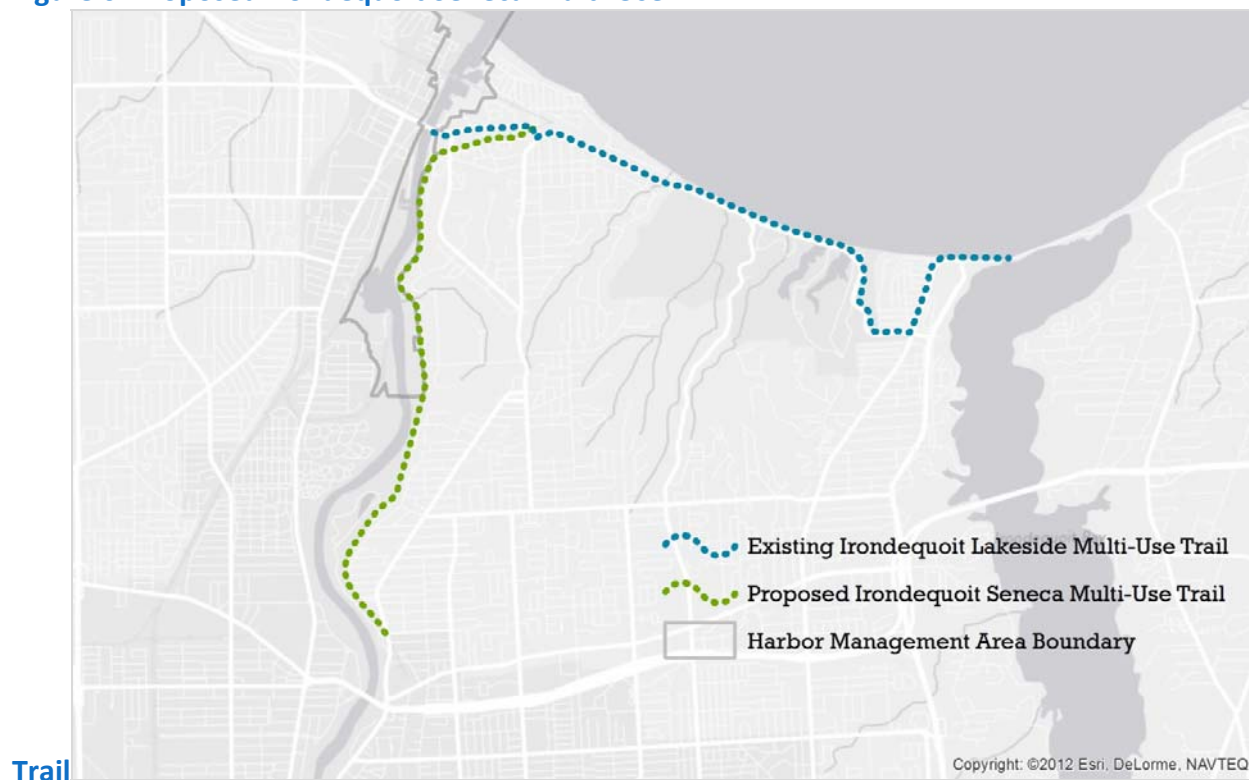 Existing Irondequoit Lakeside Multi-Use Trail
Proposed Irondequoit Seneca Multi-Use Trail
Harbor Management Area Boundary
Copyright: ©2012 Esri, DeLorme, NAVTEQ
Trail